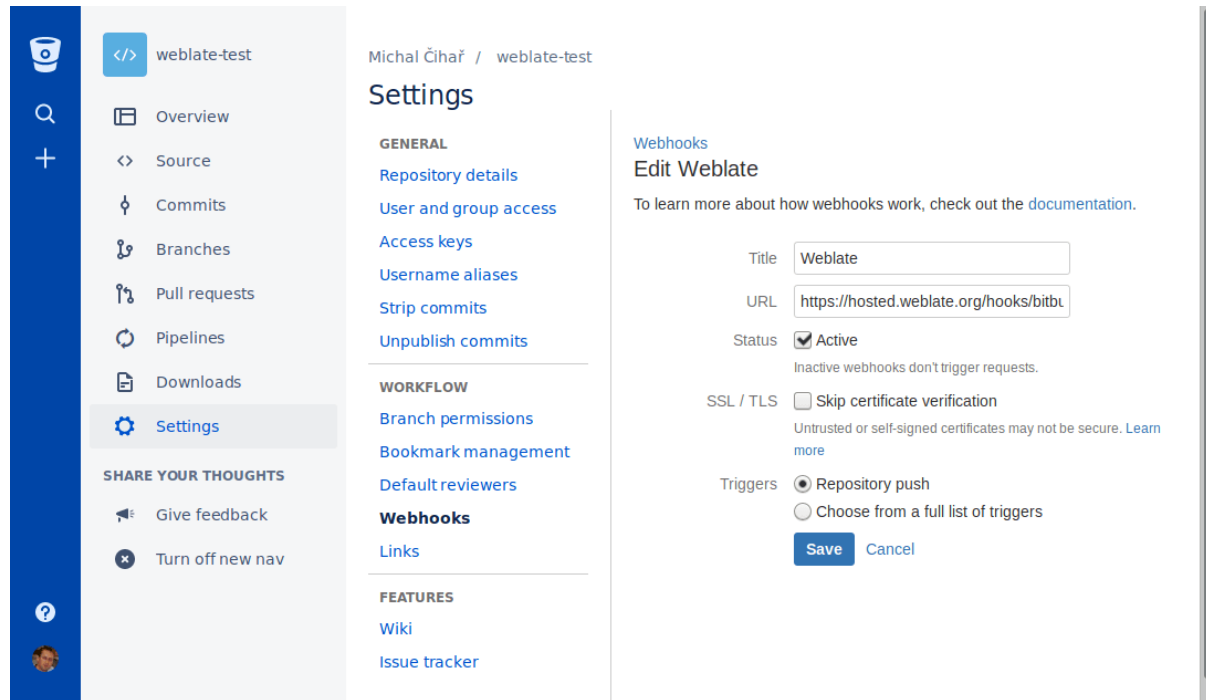 weblate-test
Overview
Source
Commits
Branches
Pull requests
Pipelines
Downloads
Settings
SHARE YOUR THOUGHTS
Give feedback
Turn off new nav
Michal Čihař / weblate-test
Settings
GENERAL
Repository details
User and group access
Access keys
Username aliases
Strip commits
Unpublish commits
WORKFLOW
Branch permissions
Bookmark management
Default reviewers
Webhooks
Links
FEATURES
Wiki
Issue tracker
Webhooks
Edit Weblate
To learn more about how webhooks work, check out the documentation.
Title Weblate
URL https://hosted.weblate.org/hooks/bitbu
Status Active
Inactive webhooks don't trigger requests.
SSL / TLS Skip certificate verification
Untrusted or self-signed certificates may not be secure. Learn
more
Triggers Repository push
Choose from a full list of triggers
Save Cancel